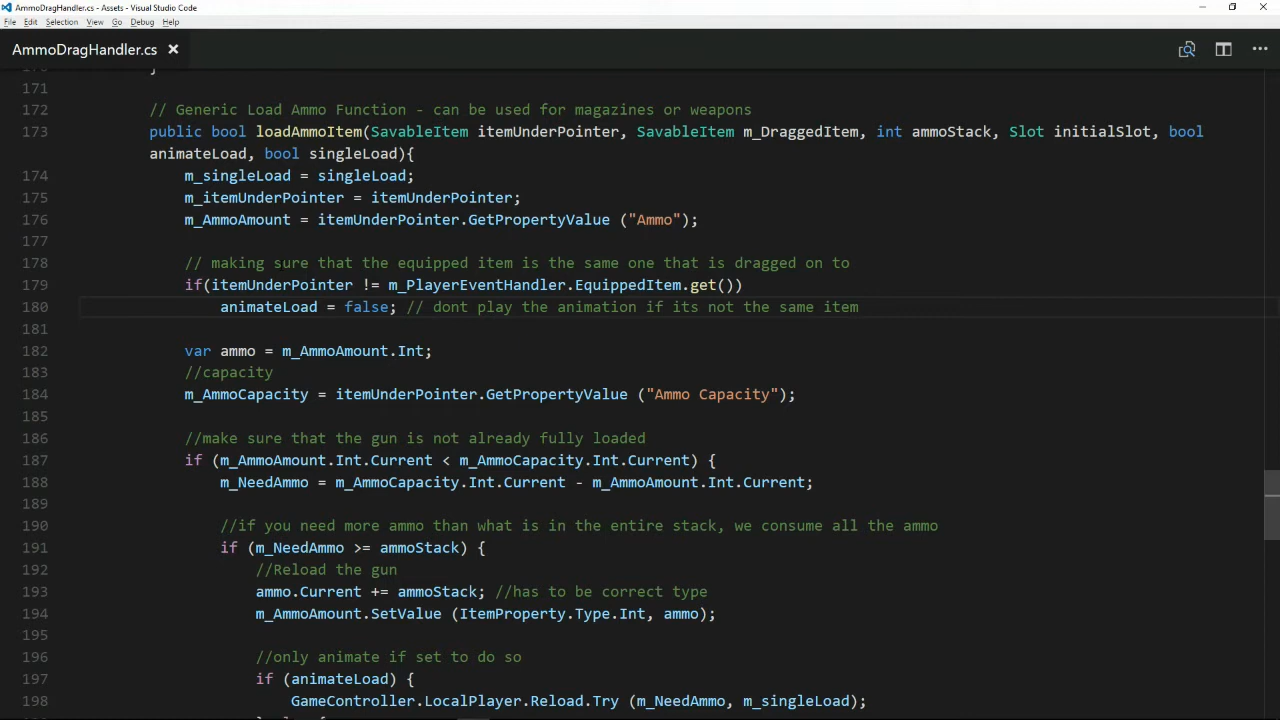 AmmoDragHandler.cs - Assets - Visual Studio Code
File Edit Selection View Go Debug Help
AmmoDragHandler.cs
}
171
172 // Generic Load Ammo Function - can be used for magazines or weapons
173 public bool loadAmmoItem(SavableItem itemUnderPointer, SavableItem m_DraggedItem, int ammoStack, Slot initialSlot, bool
animateLoad, bool singleLoad){
174 m_singleLoad = singleLoad;
175 m_itemUnderPointer = itemUnderPointer;
176 m_AmmoAmount = itemUnderPointer.GetPropertyValue ("Ammo");
177
178 // making sure that the equipped item is the same one that is dragged on to
179 if(itemUnderPointer != m_PlayerEventHandler.EquippedItem.get())
180 animateLoad = false; // dont play the animation if its not the same item
181
182 var ammo = m_AmmoAmount.Int;
183 //capacity
184 m_AmmoCapacity = itemUnderPointer.GetPropertyValue ("Ammo Capacity");
185
186 //make sure that the gun is not already fully loaded
187 if (m_AmmoAmount.Int.Current < m_AmmoCapacity.Int.Current) {
188 m_NeedAmmo = m_AmmoCapacity.Int.Current - m_AmmoAmount.Int.Current;
189
190 //if you need more ammo than what is in the entire stack, we consume all the ammo
191 if (m_NeedAmmo >= ammoStack) {
192 //Reload the gun
193 ammo.Current += ammoStack; //has to be correct type
194 m_AmmoAmount.SetValue (ItemProperty.Type.Int, ammo);
195
196 //only animate if set to do so
197 if (animateLoad) {
198 GameController.LocalPlayer.Reload.Try (m_NeedAmmo, m_singleLoad);